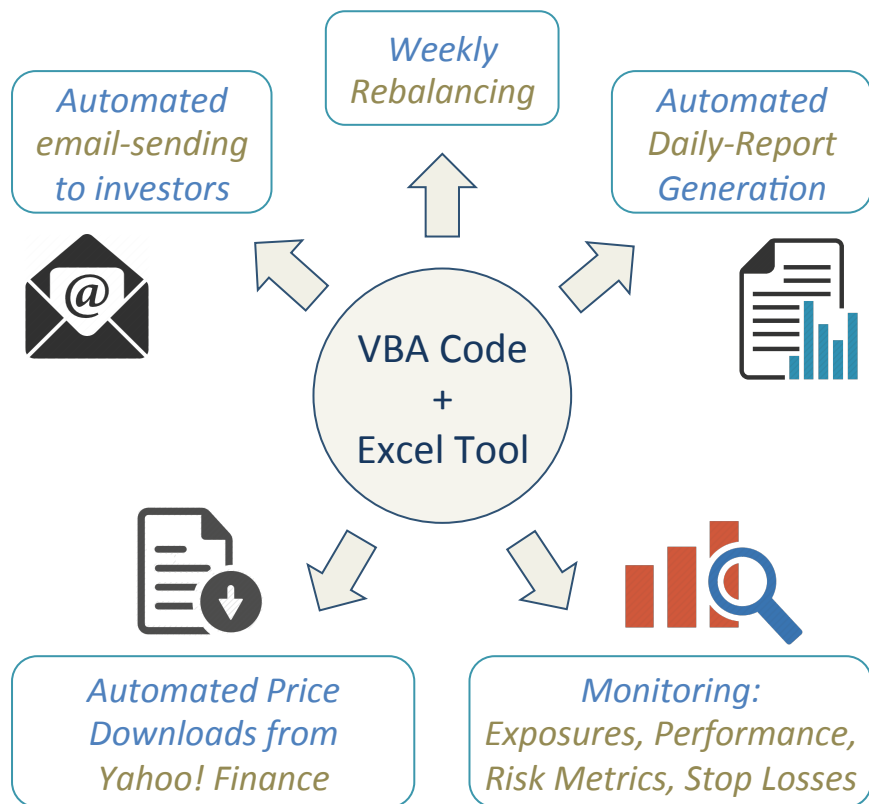 Weekly
Rebalancing
Automated
email-sending
to investors
Automated
Daily-Report
Generation
@
VBA Code
+
Excel Tool
Automated Price
Downloads from
Yahoo! Finance
Monitoring:
Exposures, Performance,
Risk Metrics, Stop Losses